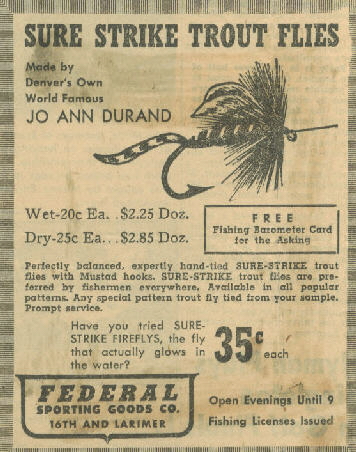 SURE STRIKE TROUT FLIES
Made by
Denver's Own
World Famous
JO ANN DURAND
Wet-20c Ea...$2.25 Doz.
Dry-25c Ea...$2.85 Doz.
FREE
Fishing Barometer Card
for the Asking
Perfectly balanced, expertly hand-tied SURE-STRIKE trout
flies with Mustad hooks. SURE-STRIKE trout flies are pre-
ferred by fishermen everywhere. Available in all popular
patterns. Any special pattern trout fly tied from your sample.
Prompt service.
Have you tried SURE-
STRIKE FIREFLYS, the fly
that actually glows in
the water?
35c each
FEDERAL
SPORTING GOODS CO.
16TH AND LARIMER
Open Evenings Until 9
Fishing Licenses Issued